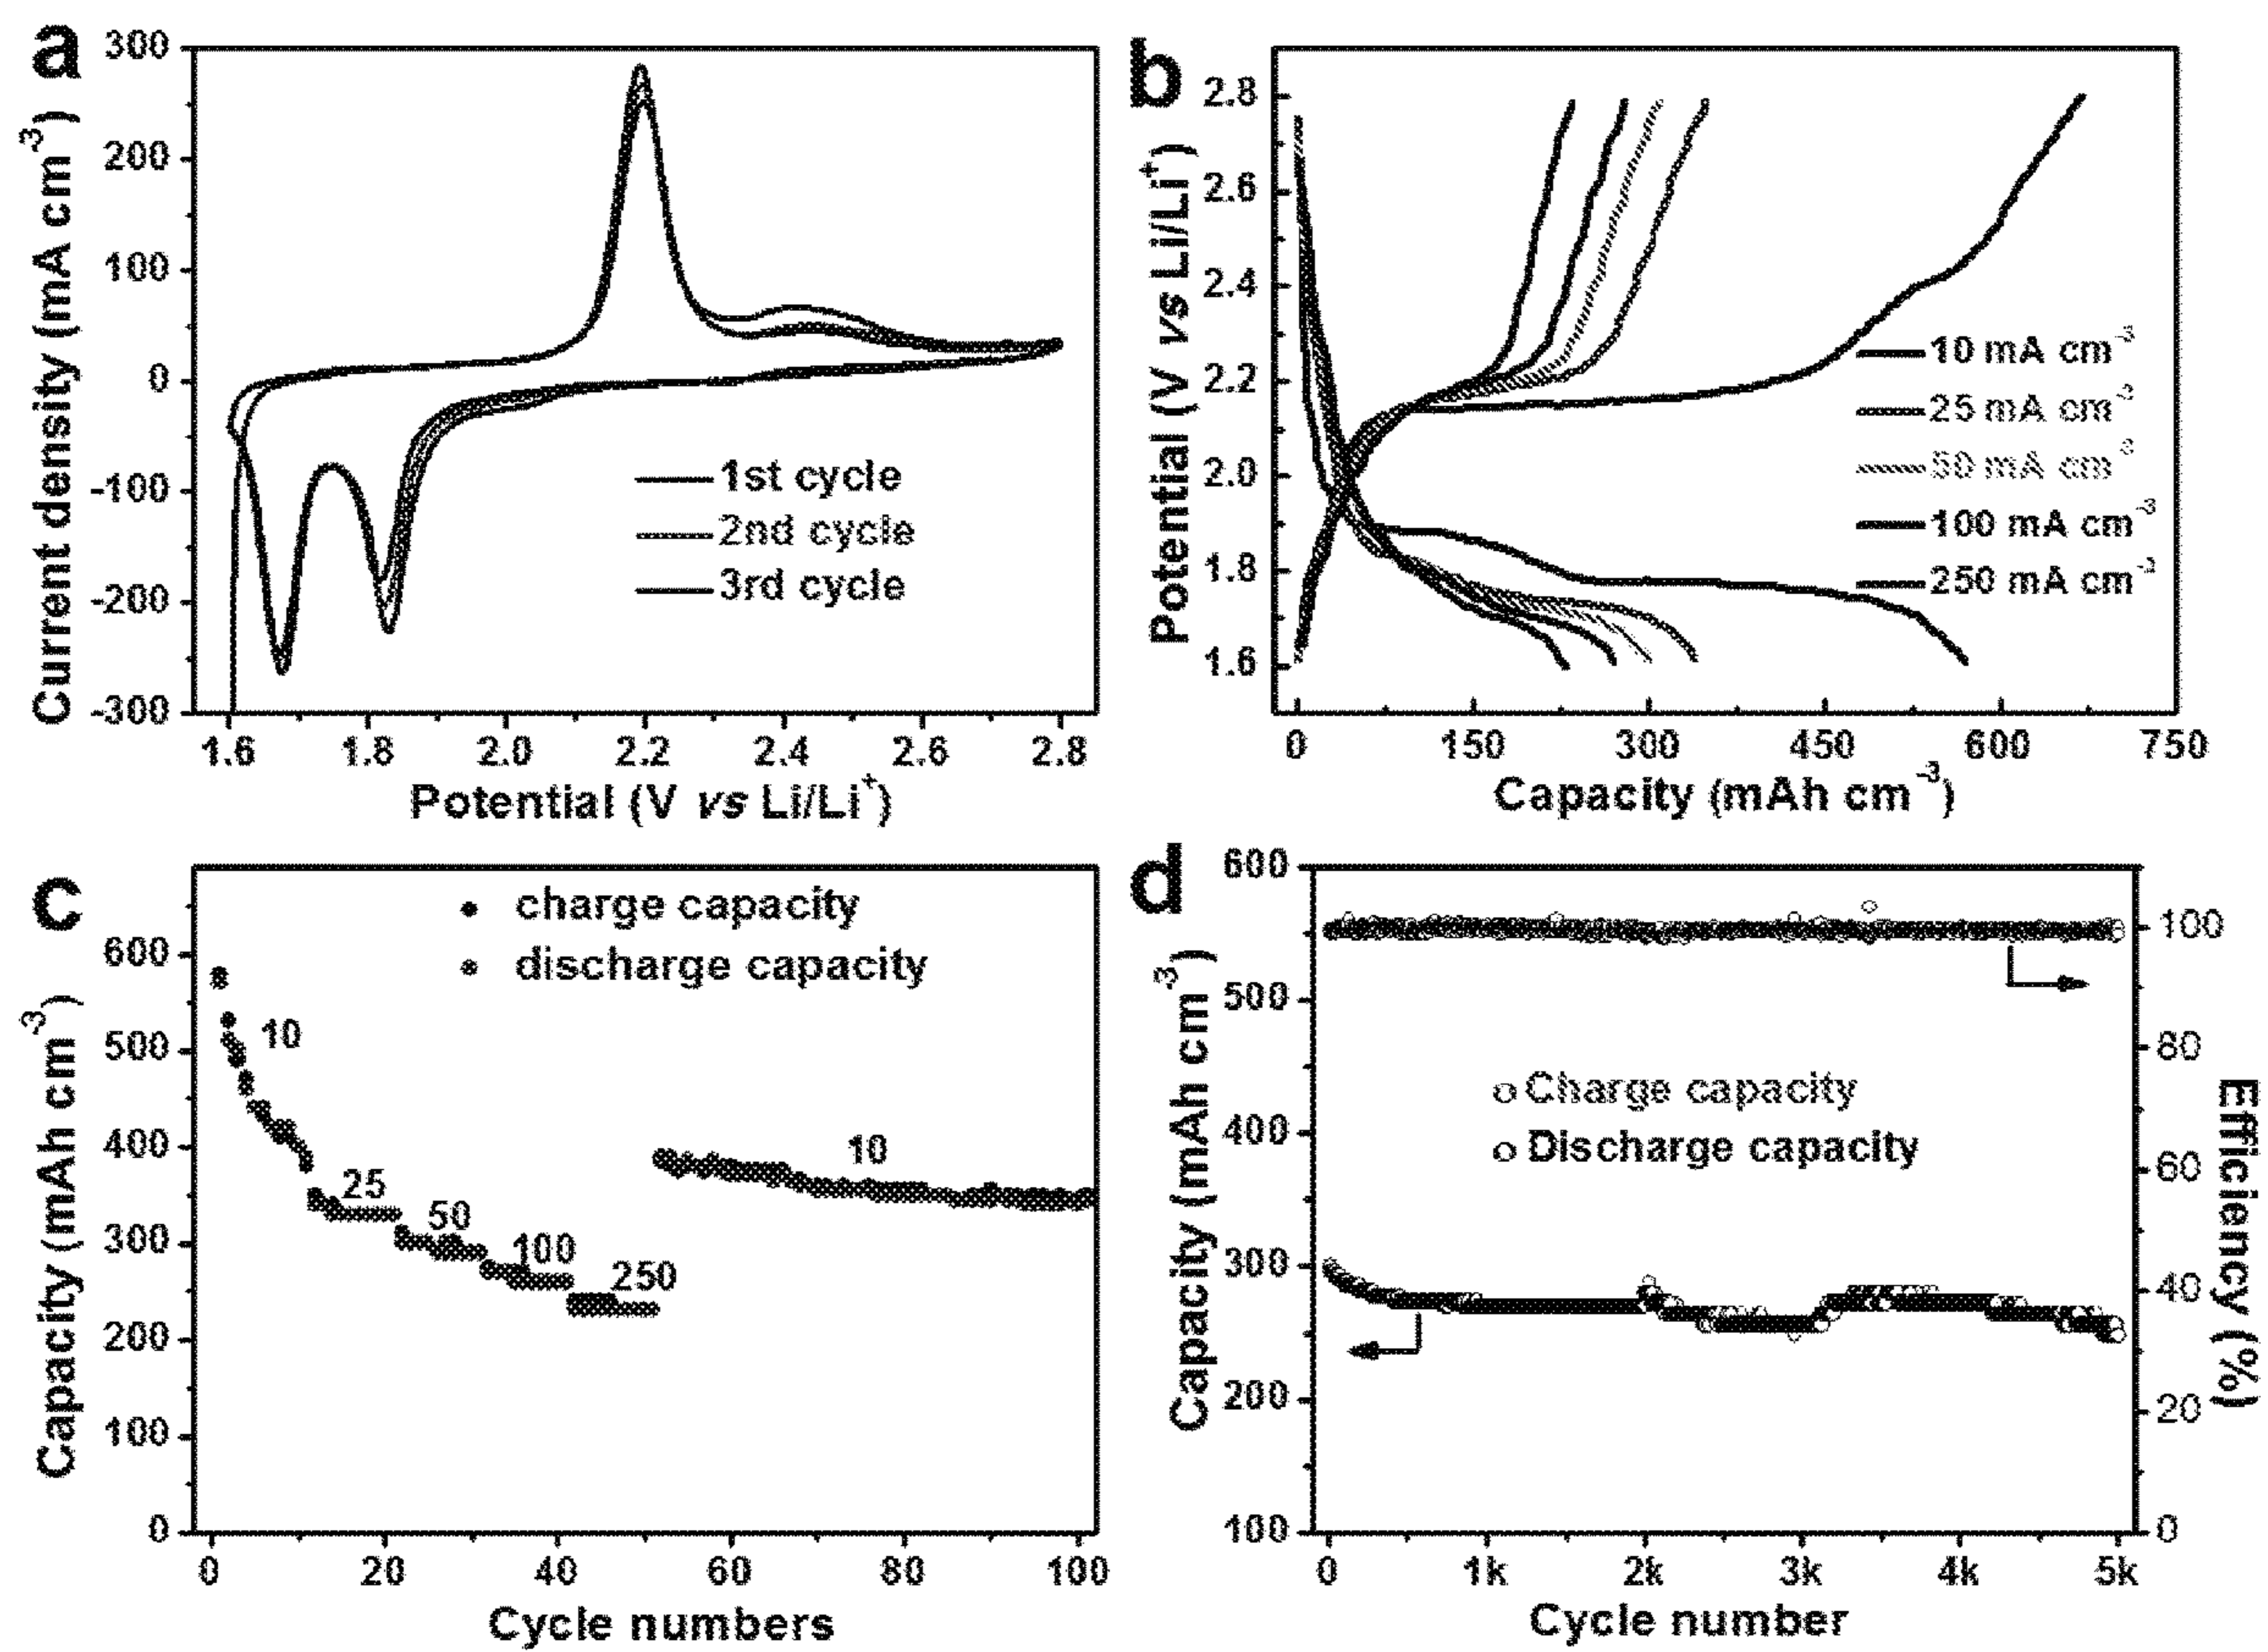 a
300
200
100
0
-100
-200
-300
Current density (mA cm⁻³)
1st cycle
2nd cycle
3rd cycle
1.6 1.8 2.0 2.2 2.4 2.6 2.8
Potential (V vs Li/Li⁺)
b
2.8
2.6
2.4
2.2
2.0
1.8
1.6
Potential (V vs Li/Li⁺)
10 mA cm⁻³
25 mA cm⁻³
50 mA cm⁻³
100 mA cm⁻³
250 mA cm⁻³
0 150 300 450 600 750
Capacity (mAh cm⁻³)
c
charge capacity
discharge capacity
600
500
400
300
200
100
0
Capacity (mAh cm⁻³)
10
25
50
100
250
10
0 20 40 60 80 100
Cycle numbers
d
600
500
400
300
200
100
Capacity (mAh cm⁻³)
Charge capacity
Discharge capacity
100
80
60
40
20
0
Efficiency (%)
0 1k 2k 3k 4k 5k
Cycle number